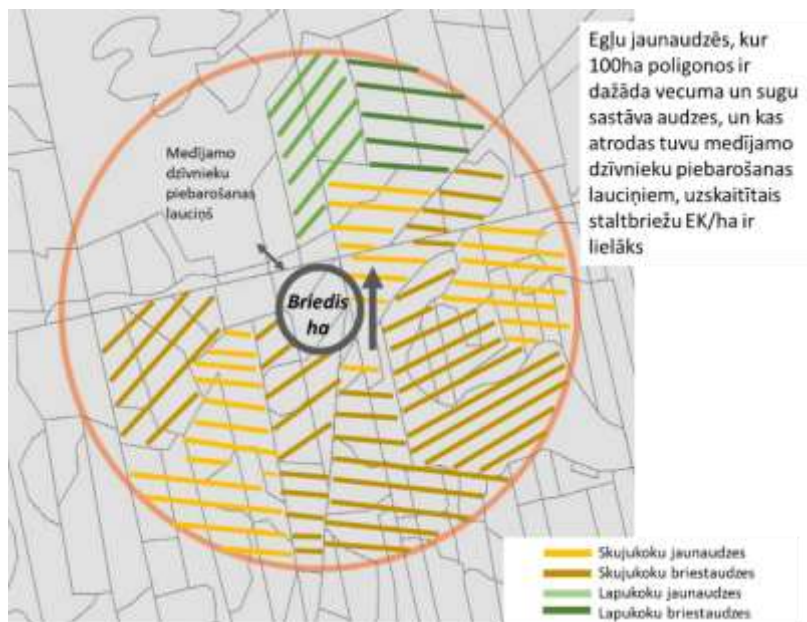 Egļu jaunaudzēs, kur
100ha poligonos ir
dažāda vecuma un sugu
sastāva audzes, un kas
atrodas tuvu medījamo
dzīvnieku piebarošanas
lauciņiem, uzskaitītais
staltbriežu EK/ha ir
lielāks
Medījamo
dzīvnieku
piebarošanas
lauciņš
Briedis
ha
Skujukoku jaunaudzes
Skujukoku briestaudzes
Lapukoku jaunaudzes
Lapukoku briestaudzes